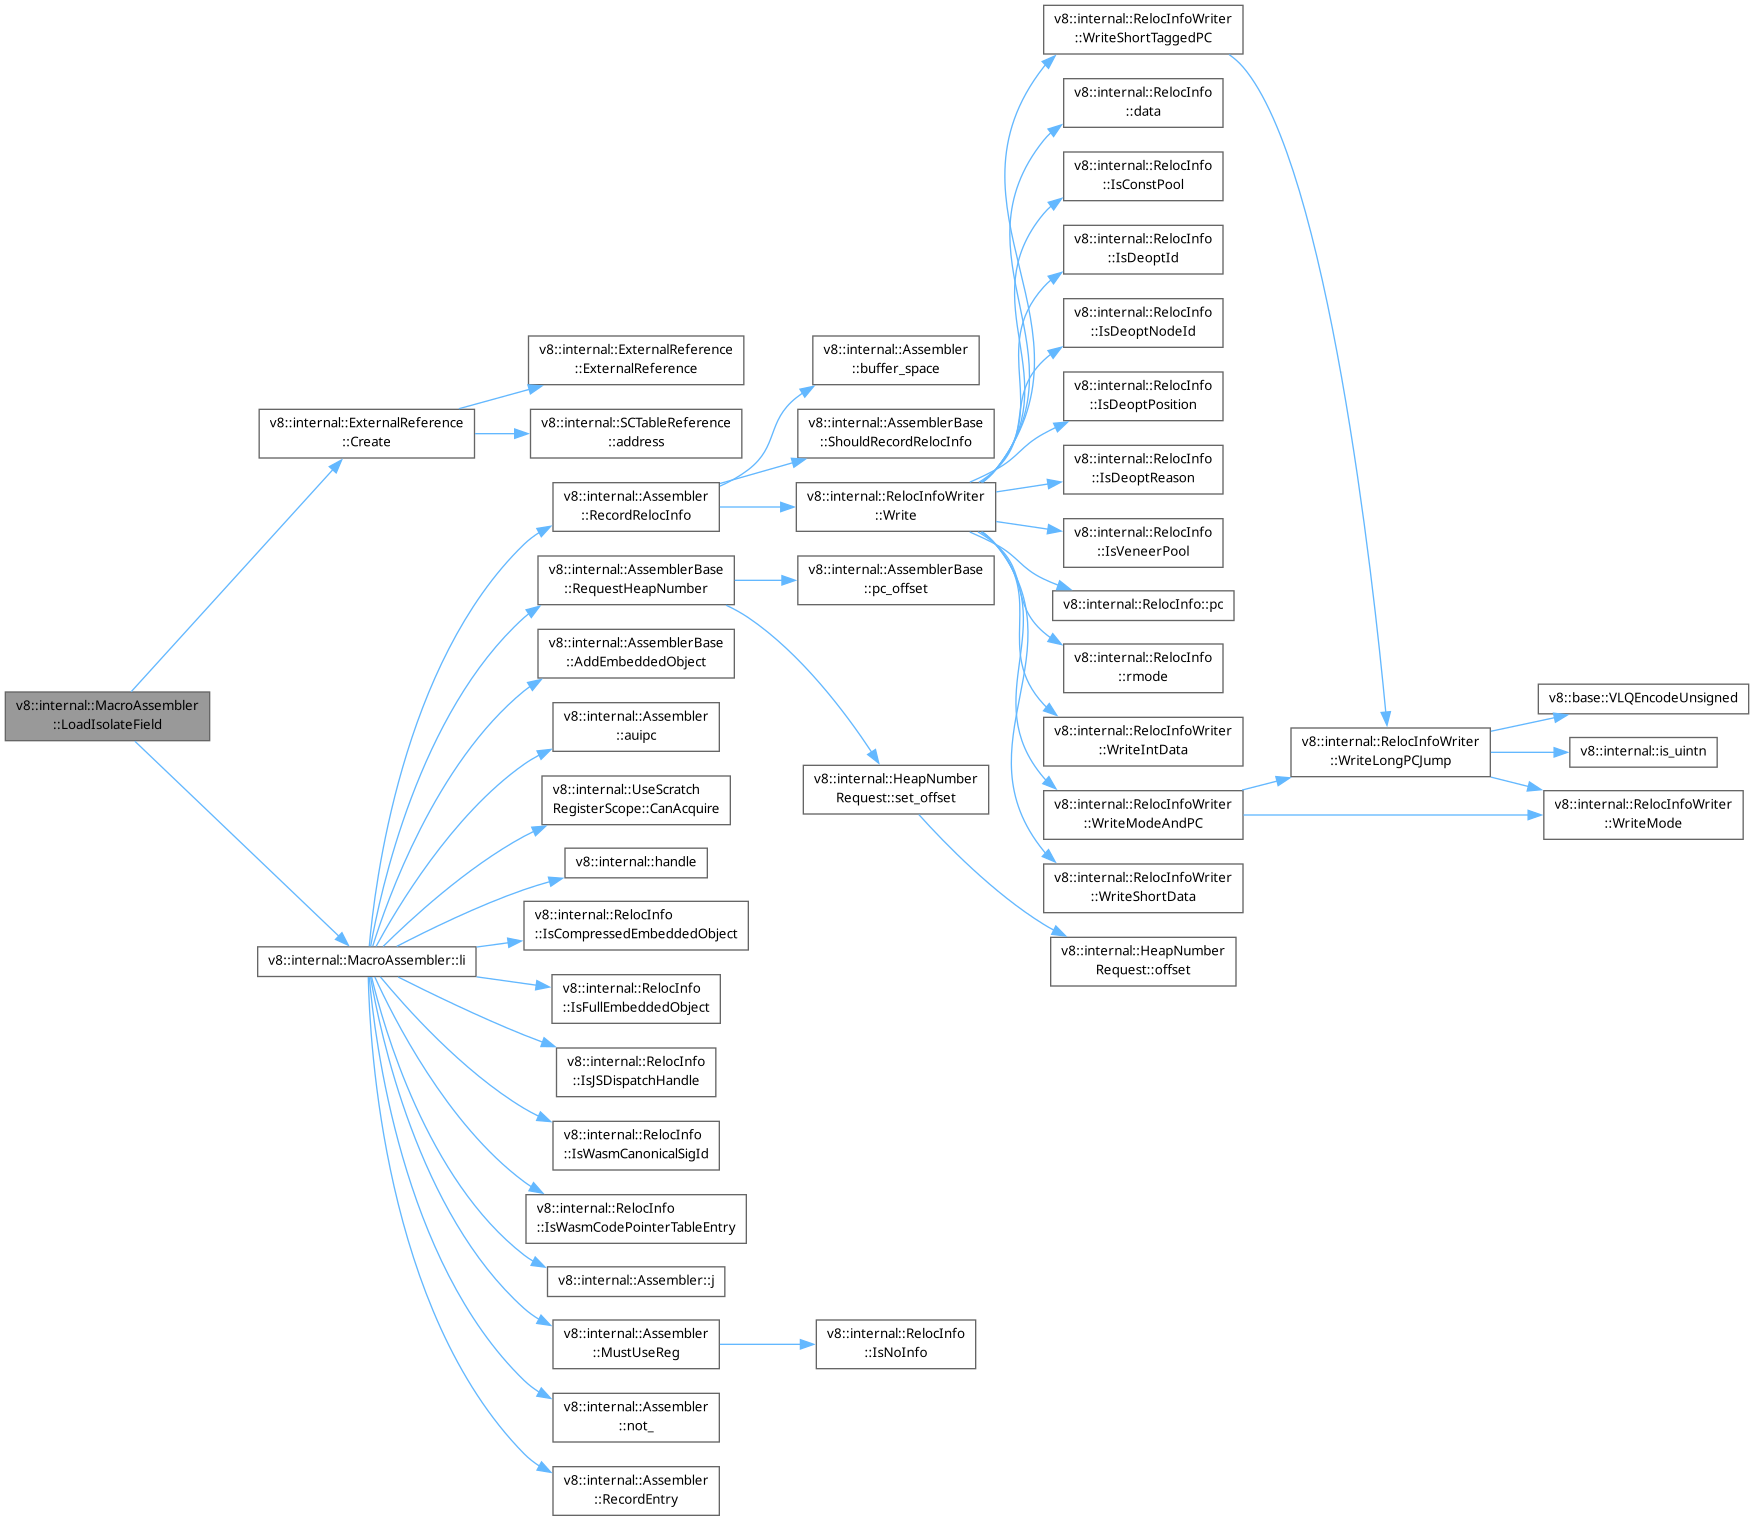 v8::internal::MacroAssembler
::LoadIsolateField
v8::internal::ExternalReference
::Create
v8::internal::MacroAssembler::li
v8::internal::ExternalReference
::ExternalReference
v8::internal::SCTableReference
::address
v8::internal::Assembler
::RecordRelocInfo
v8::internal::AssemblerBase
::RequestHeapNumber
v8::internal::AssemblerBase
::AddEmbeddedObject
v8::internal::Assembler
::auipc
v8::internal::UseScratch
RegisterScope::CanAcquire
v8::internal::handle
v8::internal::RelocInfo
::IsCompressedEmbeddedObject
v8::internal::RelocInfo
::IsFullEmbeddedObject
v8::internal::RelocInfo
::IsJSDispatchHandle
v8::internal::RelocInfo
::IsWasmCanonicalSigId
v8::internal::RelocInfo
::IsWasmCodePointerTableEntry
v8::internal::Assembler::j
v8::internal::Assembler
::MustUseReg
v8::internal::Assembler
::not_
v8::internal::Assembler
::RecordEntry
v8::internal::Assembler
::buffer_space
v8::internal::AssemblerBase
::ShouldRecordRelocInfo
v8::internal::RelocInfoWriter
::Write
v8::internal::AssemblerBase
::pc_offset
v8::internal::HeapNumber
Request::set_offset
v8::internal::RelocInfo
::IsNoInfo
v8::internal::RelocInfoWriter
::WriteShortTaggedPC
v8::internal::RelocInfo
::data
v8::internal::RelocInfo
::IsConstPool
v8::internal::RelocInfo
::IsDeoptId
v8::internal::RelocInfo
::IsDeoptNodeId
v8::internal::RelocInfo
::IsDeoptPosition
v8::internal::RelocInfo
::IsDeoptReason
v8::internal::RelocInfo
::IsVeneerPool
v8::internal::RelocInfo::pc
v8::internal::RelocInfo
::rmode
v8::internal::RelocInfoWriter
::WriteIntData
v8::internal::RelocInfoWriter
::WriteModeAndPC
v8::internal::RelocInfoWriter
::WriteShortData
v8::internal::HeapNumber
Request::offset
v8::internal::RelocInfoWriter
::WriteLongPCJump
v8::base::VLQEncodeUnsigned
v8::internal::is_uintn
v8::internal::RelocInfoWriter
::WriteMode